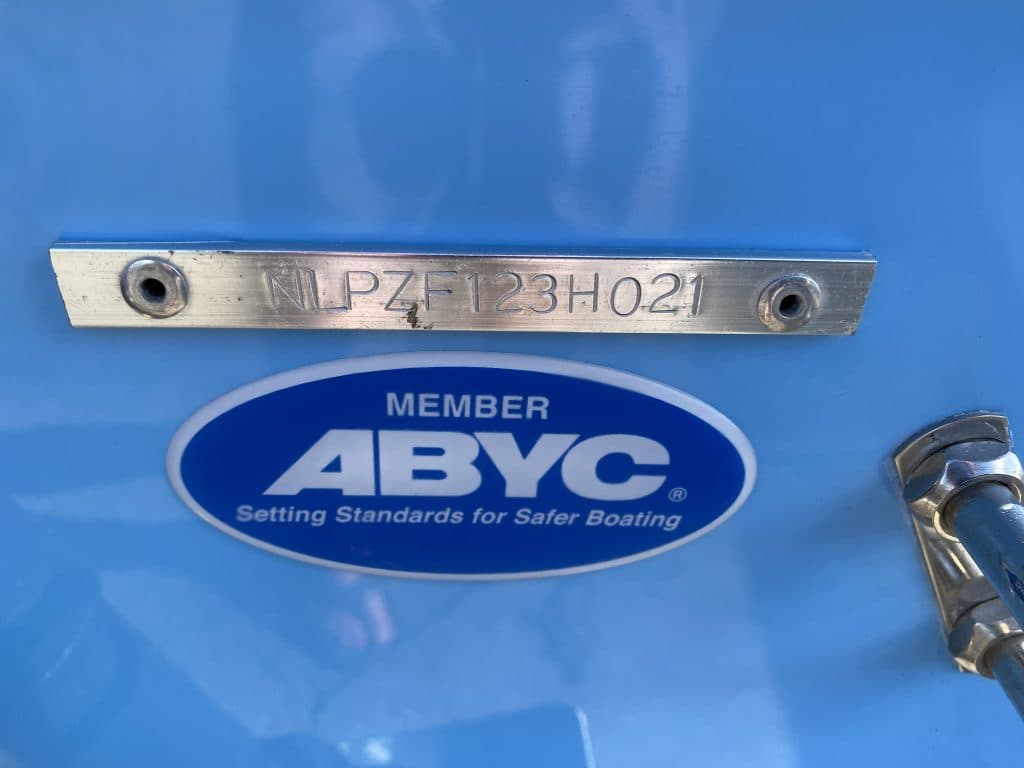 NLPZF123H021
MEMBER
ABYC®
Setting Standards for Safer Boating